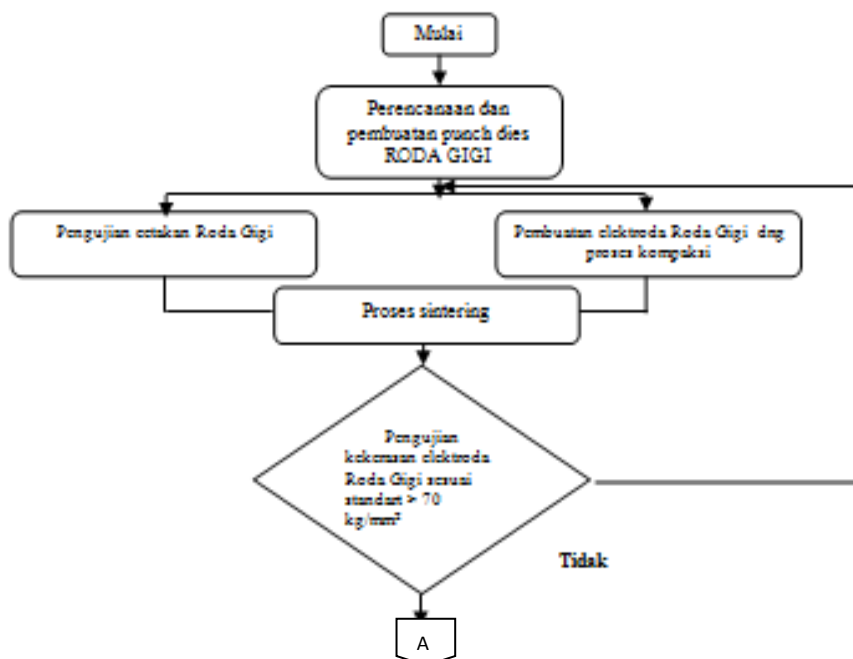 Mulai
Perencanaan dan
pembuatan punch dies
RODA GIGI
Pengujian cetakan Roda Gigi
Pembuatan elektroda Roda Gigi dng
proses kompaksi
Proses sintering
Pengujian
kekerasan elektroda
Roda Gigi sesuai
standart > 70
kg/mm²
Tidak
A